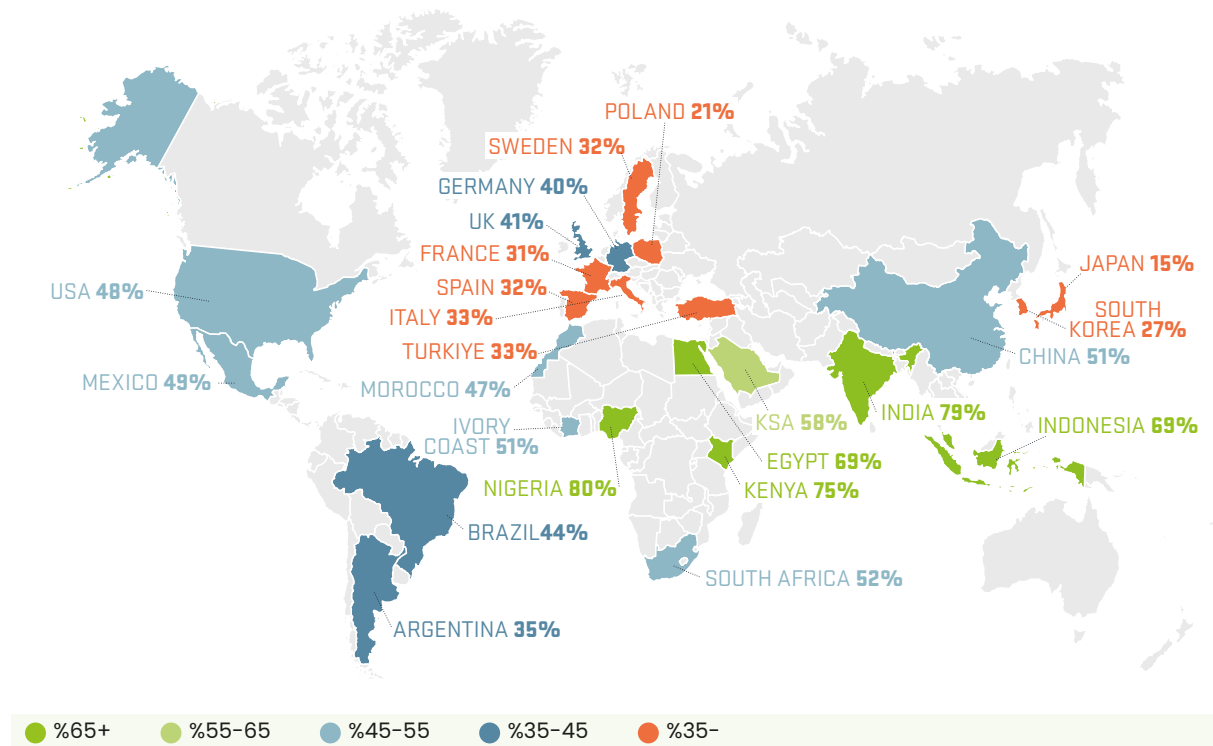 POLAND 21%
SWEDEN 32%
GERMANY 40%
UK 41%
FRANCE 31%
SPAIN 32%
ITALY 33%
TURKIYE 33%
USA 48%
MEXICO 49%
MOROCCO 47%
IVORY
COAST 51%
NIGERIA 80%
BRAZIL44%
ARGENTINA 35%
JAPAN 15%
SOUTH
KOREA 27%
CHINA 51%
INDIA 79%
INDONESIA 69%
KSA 58%
EGYPT 69%
KENYA 75%
SOUTH AFRICA 52%
%65+ %55-65 %45-55 %35-45 %35-